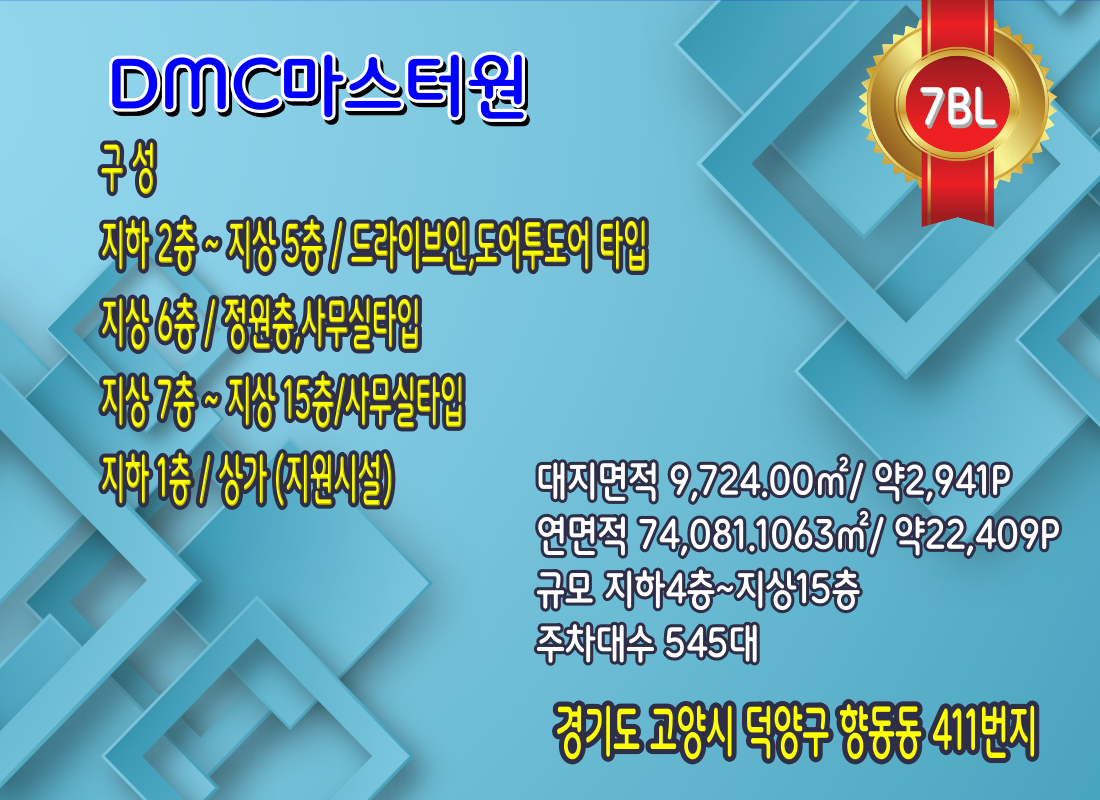 DMC마스터원
7BL
구 성
지하 2층 ~ 지상 5층 / 드라이브인,도어투도어 타입
지상 6층 / 정원층,사무실타입
지상 7층 ~ 지상 15층/사무실타입
지하 1층 / 상가 (지원시설)
대지면적 9,724.00㎡/ 약2,941P
연면적 74,081.1063㎡/ 약22,409P
규모 지하4층~지상15층
주차대수 545대
경기도 고양시 덕양구 향동동 411번지